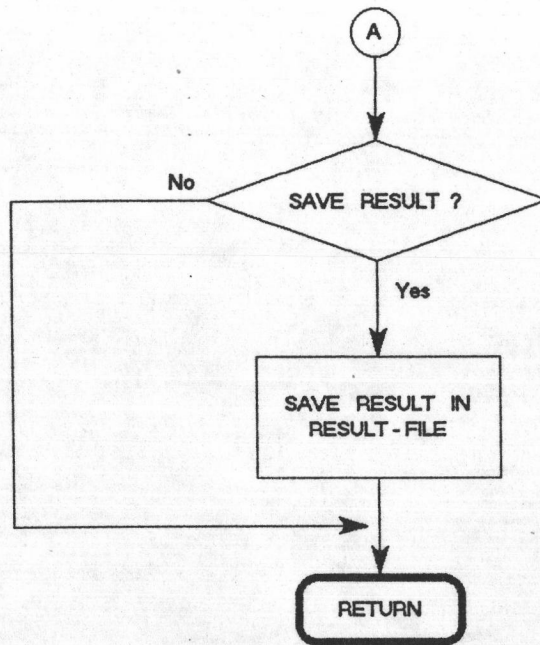 A
No
SAVE RESULT ?
Yes
SAVE RESULT IN
RESULT-FILE
RETURN